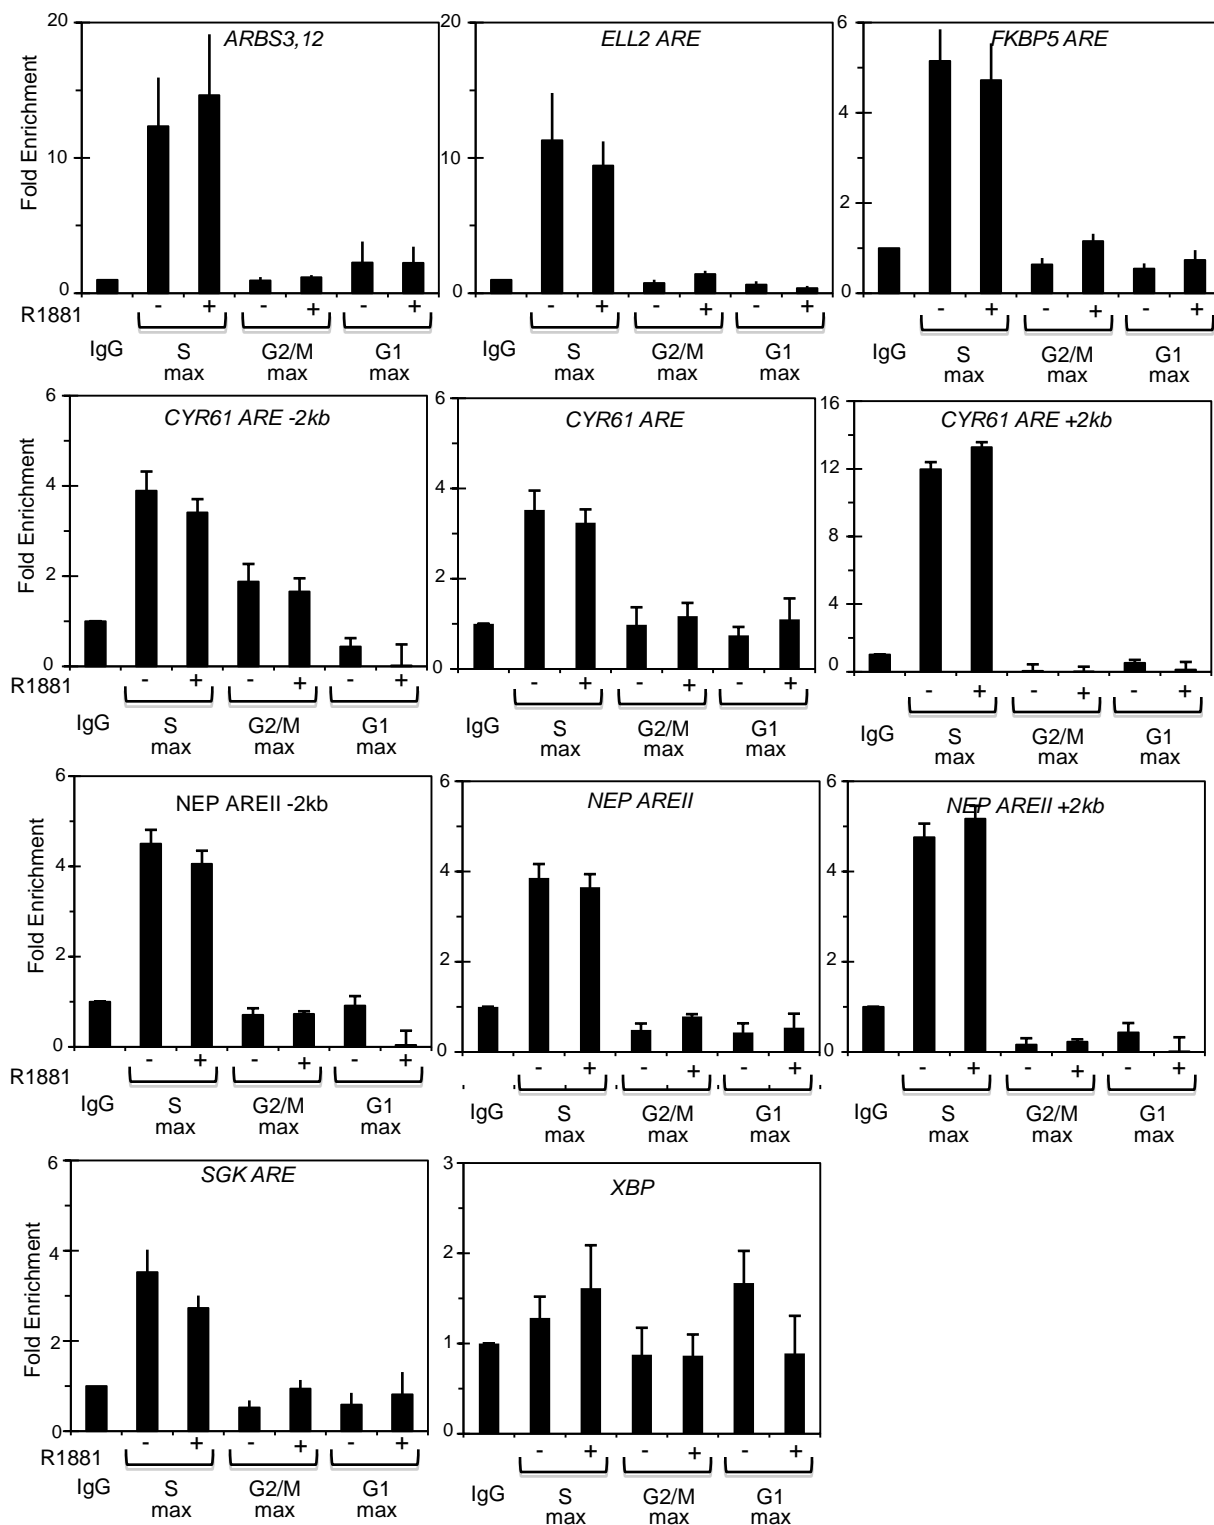 20 ARBS3,12 20 ELL2 ARE 6 FKBP5 ARE
Fold Enrichment
10 10 4
2
0 0 0
R1881 - + - + - + - + - + - + - + - + - +
IgG S G2/M G1 IgG S G2/M G1 IgG S G2/M G1
max max max max max max max max max
6 CYR61 ARE -2kb 6 CYR61 ARE 16 CYR61 ARE +2kb
Fold Enrichment
12
4 4
8
2 2
4
0 0 0
R1881 - + - + - + - + - + - + - + - + - +
IgG S G2/M G1 IgG S G2/M G1 IgG S G2/M G1
max max max max max max max max max
6 NEP AREII -2kb 6 NEP AREII 6 NEP AREII +2kb
Fold Enrichment
4 4 4
2 2 2
0 0 0
R1881 - + - + - + - + - + - + - + - + - +
IgG S G2/M G1 IgG S G2/M G1 IgG S G2/M G1
max max max max max max max max max
6 SGK ARE 3 XBP
Fold Enrichment
4 2
2 1
0 0
R1881 - + - + - + - + - + - +
IgG S G2/M G1 IgG S G2/M G1
max max max max max max